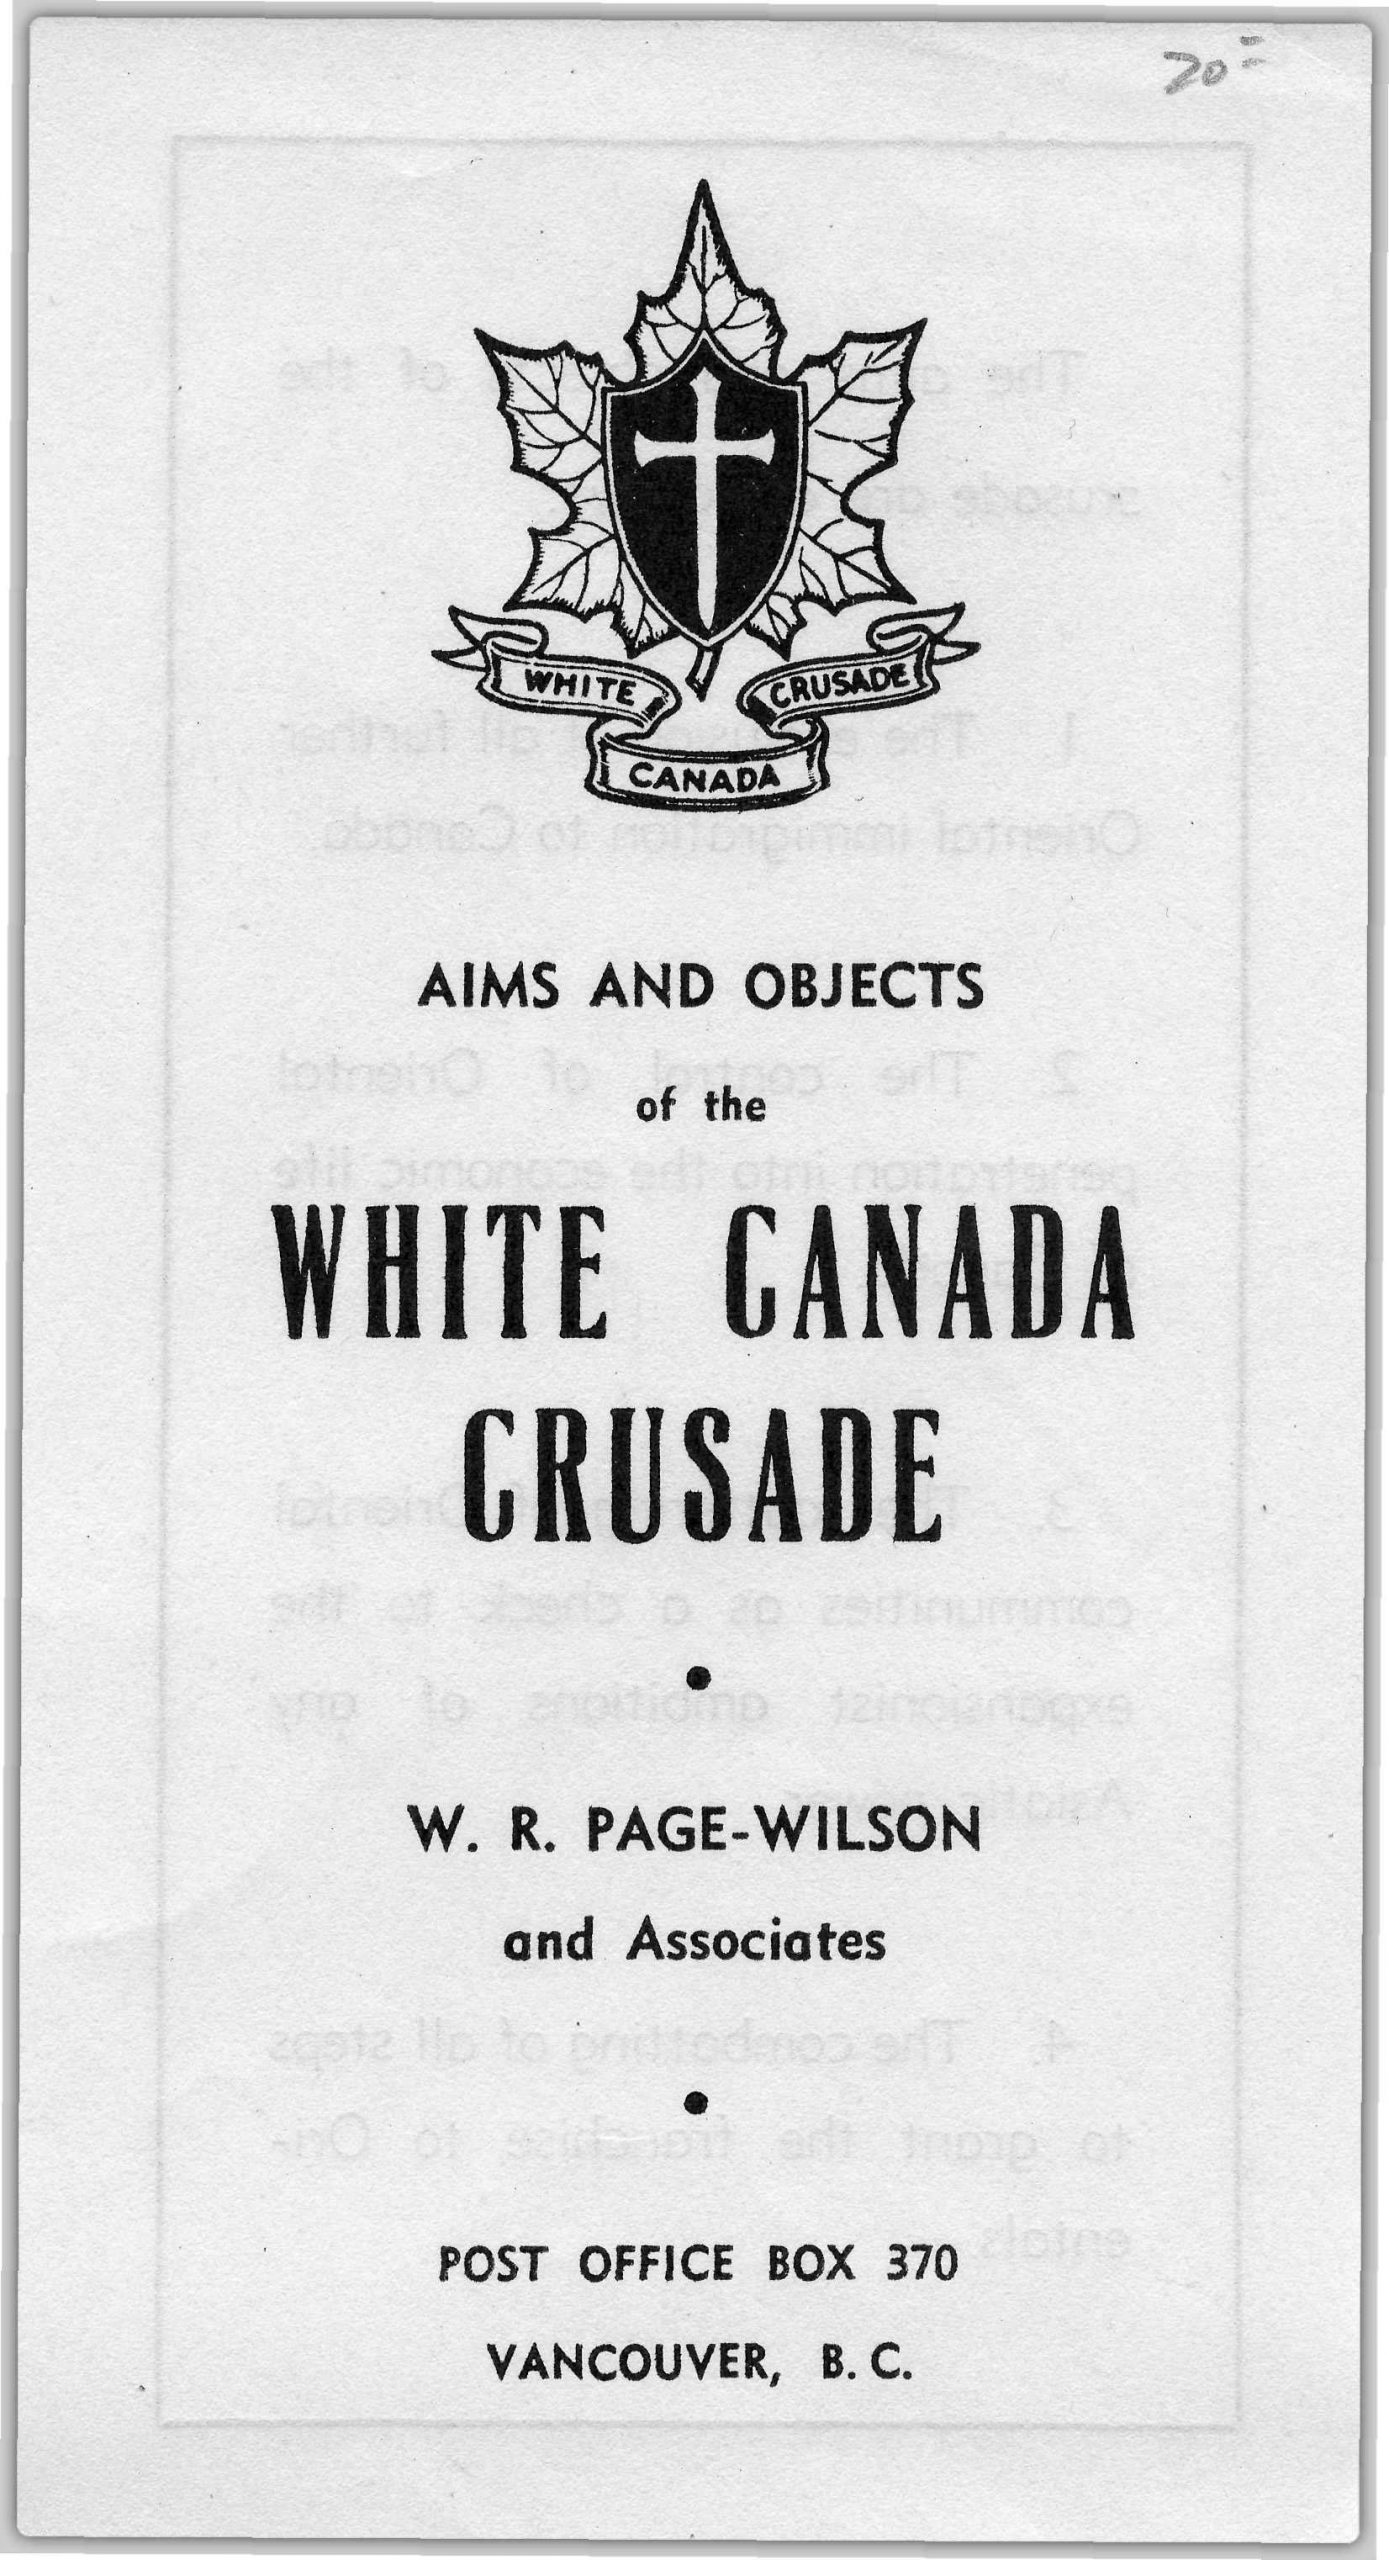 20=
WHITE CRUSADE
CANADA
AIMS AND OBJECTS
of the
WHITE CANADA
CRUSADE
W. R. PAGE-WILSON
and Associates
POST OFFICE BOX 370
VANCOUVER, B. C.